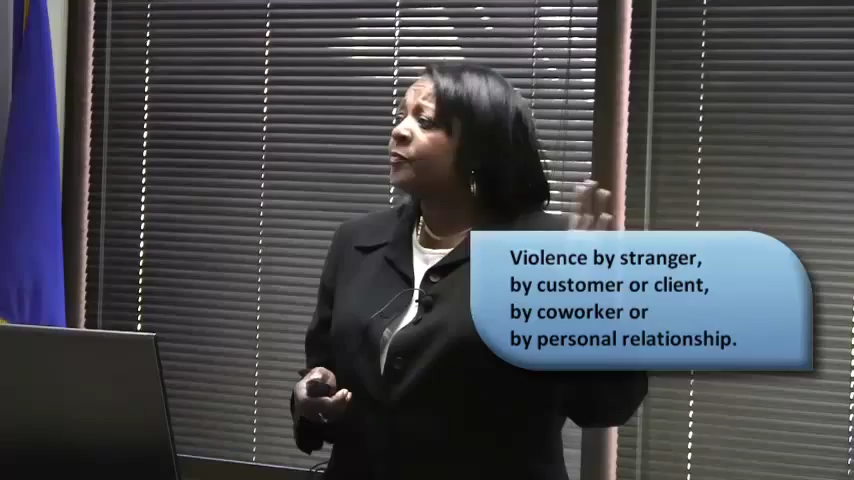 Violence by stranger,
by customer or client,
by coworker or
by personal relationship.